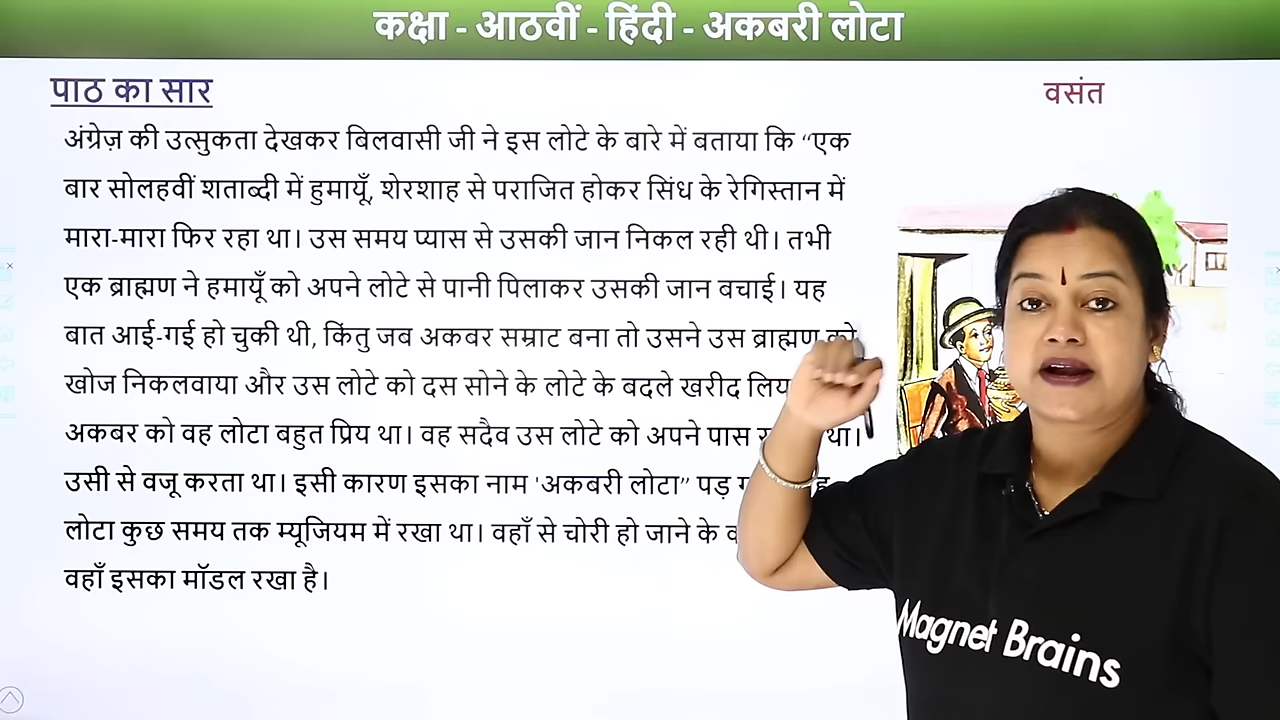 कक्षा - आठवीं - हिंदी - अकबरी लोटा
पाठ का सार
वसंत
अंग्रेज़ की उत्सुकता देखकर बिलवासी जी ने इस लोटे के बारे में बताया कि “एक
बार सोलहवीं शताब्दी में हुमायूँ, शेरशाह से पराजित होकर सिंध के रेगिस्तान में
मारा-मारा फिर रहा था। उस समय प्यास से उसकी जान निकल रही थी। तभी
एक ब्राह्मण ने हमायूँ को अपने लोटे से पानी पिलाकर उसकी जान बचाई। यह
बात आई-गई हो चुकी थी, किंतु जब अकबर सम्राट बना तो उसने उस ब्राह्मण को
खोज निकलवाया और उस लोटे को दस सोने के लोटे के बदले खरीद
अकबर को वह लोटा बहुत प्रिय था। वह सदैव उस लोटे को अपने पास था।
उसी से वजू करता था। इसी कारण इसका नाम 'अकबरी लोटा” पड़
लोटा कुछ समय तक म्यूजियम में रखा था। वहाँ से चोरी हो जाने के
वहाँ इसका मॉडल रखा है।
Magnet Brains